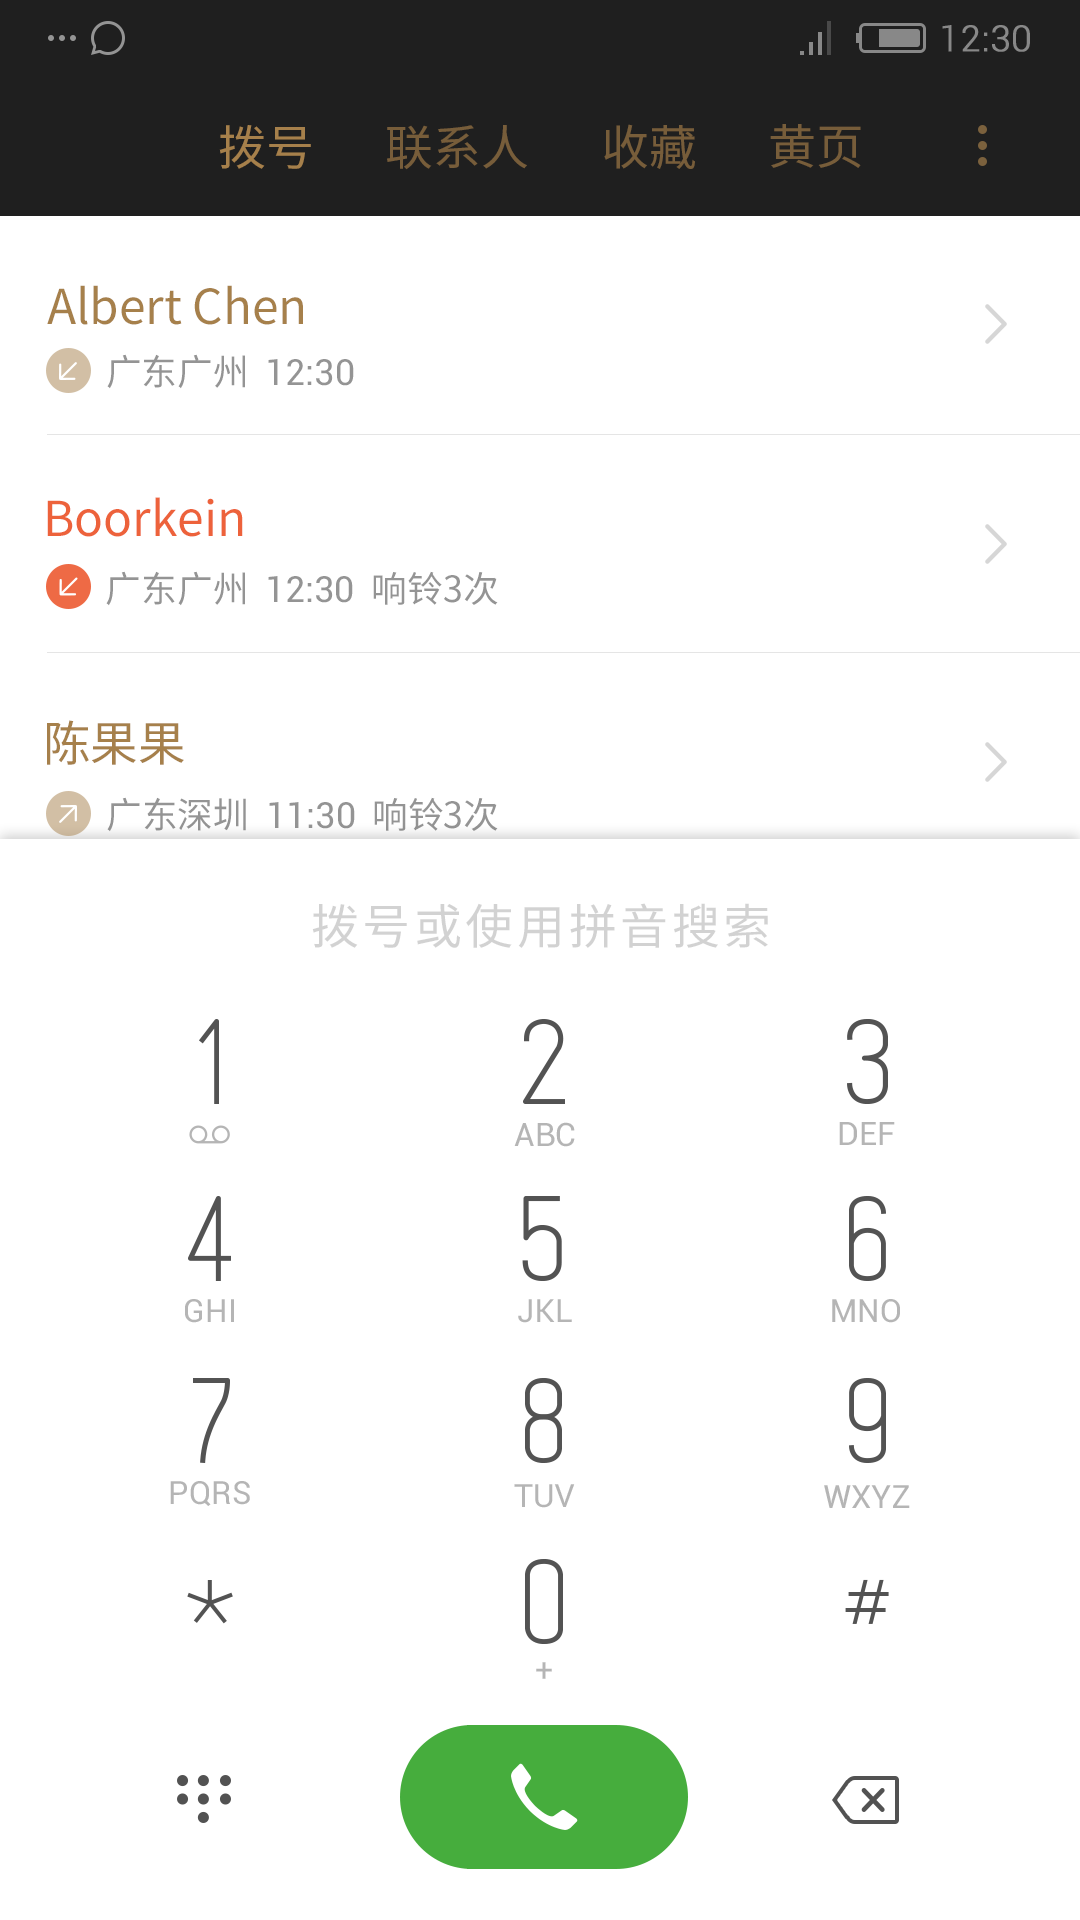 12:30
拨号 联系人 收藏 黄页
Albert Chen
广东广州 12:30
Boorkein
广东广州 12:30 响铃3次
陈果果
广东深圳 11:30 响铃3次
拨号或使用拼音搜索
1 2 3
ABC DEF
4 5 6
GHI JKL MNO
7 8 9
PQRS TUV WXYZ
* 0 #
+